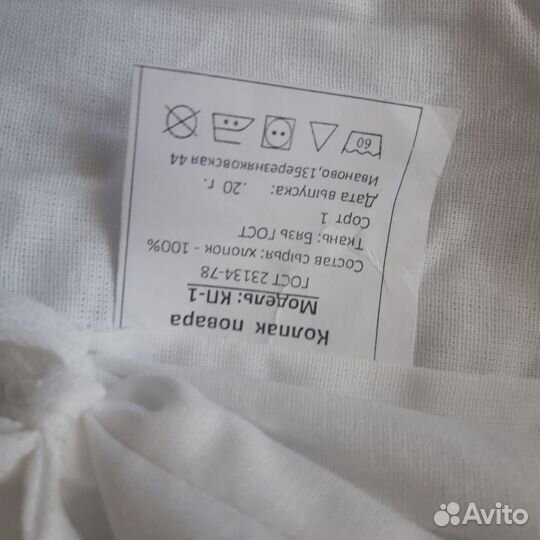 Колпак повара
Модель: КП-1
ГОСТ 23134-78
Состав сырья: хлопок - 100%
Ткань: Бязь ГОСТ
Сорт 1
Дата выпуска: .20 г.
Иваново,13Березняковская 44
60
Avito